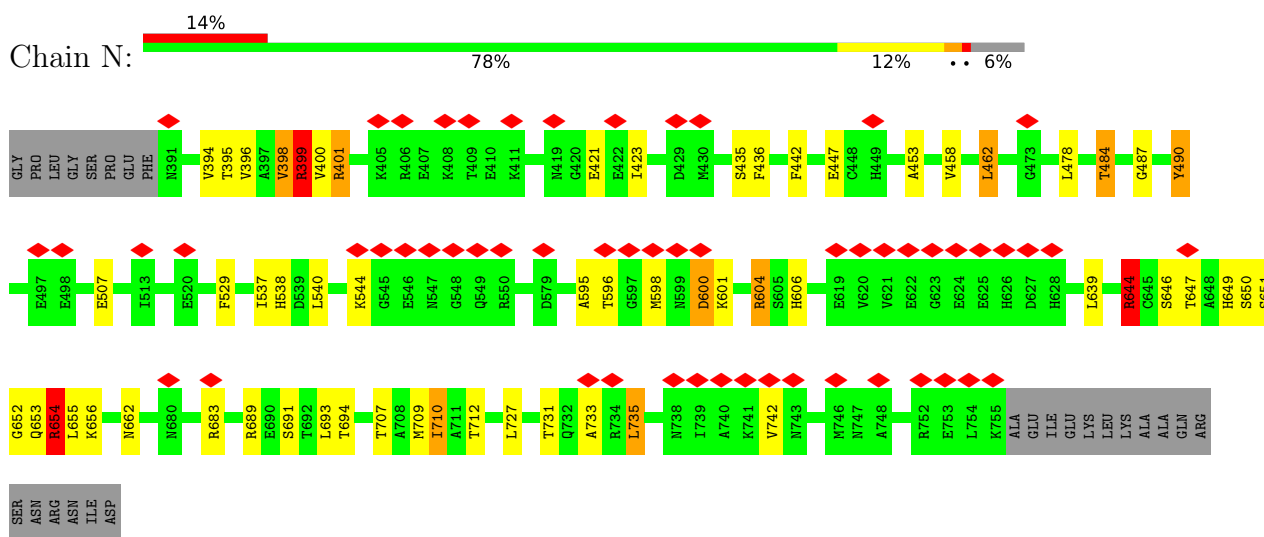 14%
Chain N:
78% 12% • • 6%
GLY PRO LEU GLY SER PRO GLU PHE N391 V394 T395 V396 A397 V398 R399 V400 R401 K405 R406 E407 K408 T409 E410 K411 N419 G420 E421 E422 I423 D429 M430 S435 F436 F442 E447 C448 H449 A453 V458 L462 G473 L478 T484 G487 Y490
E497 E498 E507 I513 E520 F529 I537 H538 D539 L540 K544 G545 E546 N547 G548 Q549 R550 D579 A595 T596 G597 M598 N599 D600 K601 R604 S605 H606 E619 V620 V621 E622 G623 E624 E625 H626 D627 H628 L639 R644 C645 S646 T647 A648 H649 S650 S651
G652 Q653 R654 L655 K656 N662 N680 R683 R689 E690 S691 T692 L693 T694 T707 A708 M709 I710 A711 T712 L727 T731 Q732 A733 R734 L735 N738 I739 A740 K741 V742 N743 M746 N747 A748 R752 E753 L754 K755 ALA GLU ILE GLU LYS LEU LYS ALA ALA GLN ARG
SER ASN ARG ASN ILE ASP